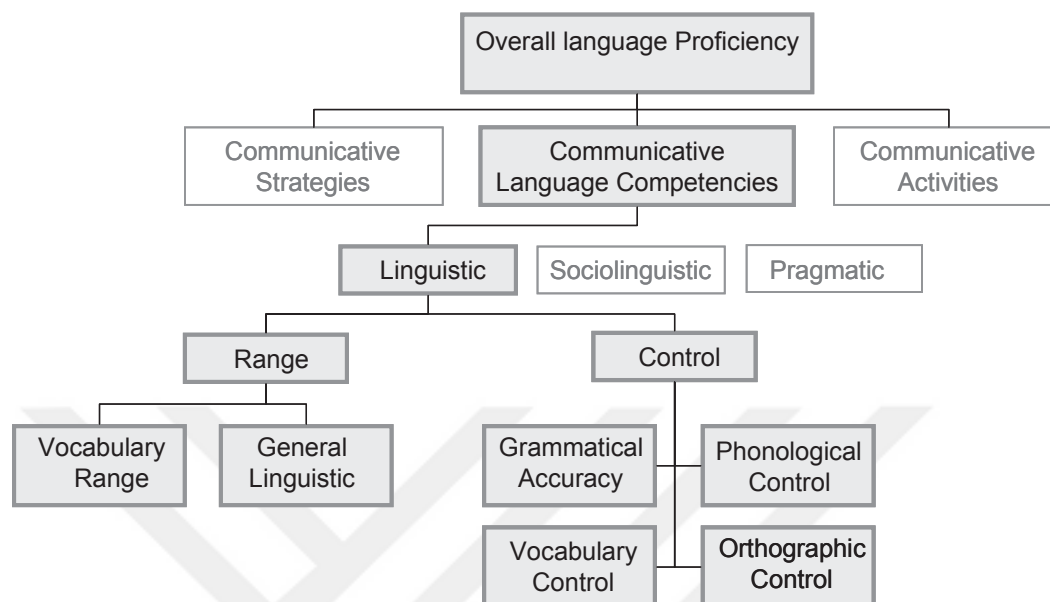 Overall language Proficiency
Communicative
Strategies
Communicative
Language Competencies
Communicative
Activities
Linguistic
Sociolinguistic
Pragmatic
Range
Control
Vocabulary
Range
General
Linguistic
Grammatical
Accuracy
Phonological
Control
Vocabulary
Control
Orthographic
Control